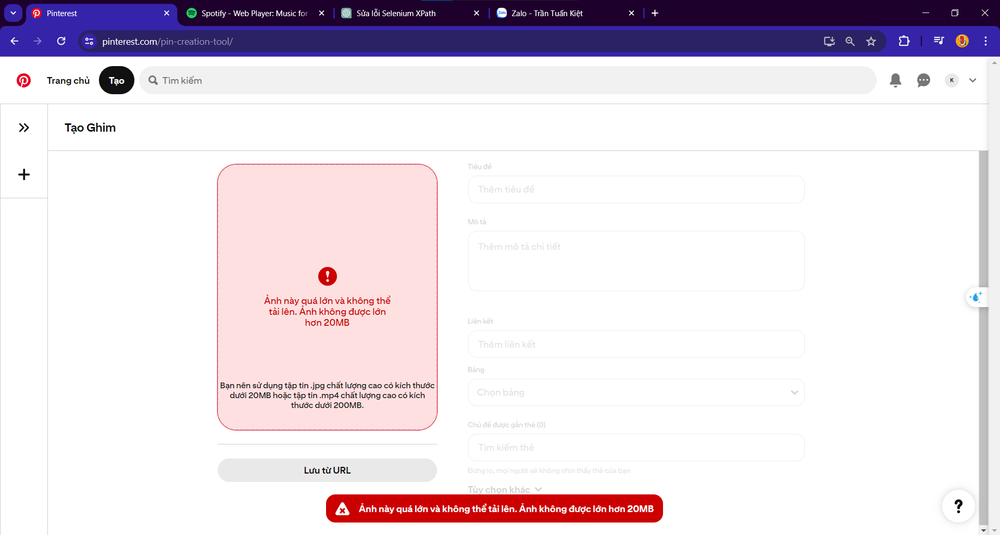 Pinterest
Spotify - Web Player: Music for
Sửa lỗi Selenium XPath
Zalo - Trần Tuấn Kiệt
pinterest.com/pin-creation-tool/
Trang chủ
Tạo
Tìm kiếm
K
Tạo Ghim
Ảnh này quá lớn và không thể
tải lên. Ảnh không được lớn
hơn 20MB
Bạn nên sử dụng tập tin .jpg chất lượng cao có kích thước
dưới 20MB hoặc tập tin .mp4 chất lượng cao có kích
thước dưới 200MB.
Lưu từ URL
Tiêu đề
Thêm tiêu đề
Mô tả
Thêm mô tả chi tiết
Liên kết
Thêm liên kết
Bảng
Chọn bảng
Chủ đề được gắn thẻ (0)
Tìm kiếm thẻ
Đừng lo, mọi người sẽ không nhìn thấy thẻ của bạn
Tùy chọn khác
Ảnh này quá lớn và không thể tải lên. Ảnh không được lớn hơn 20MB
?